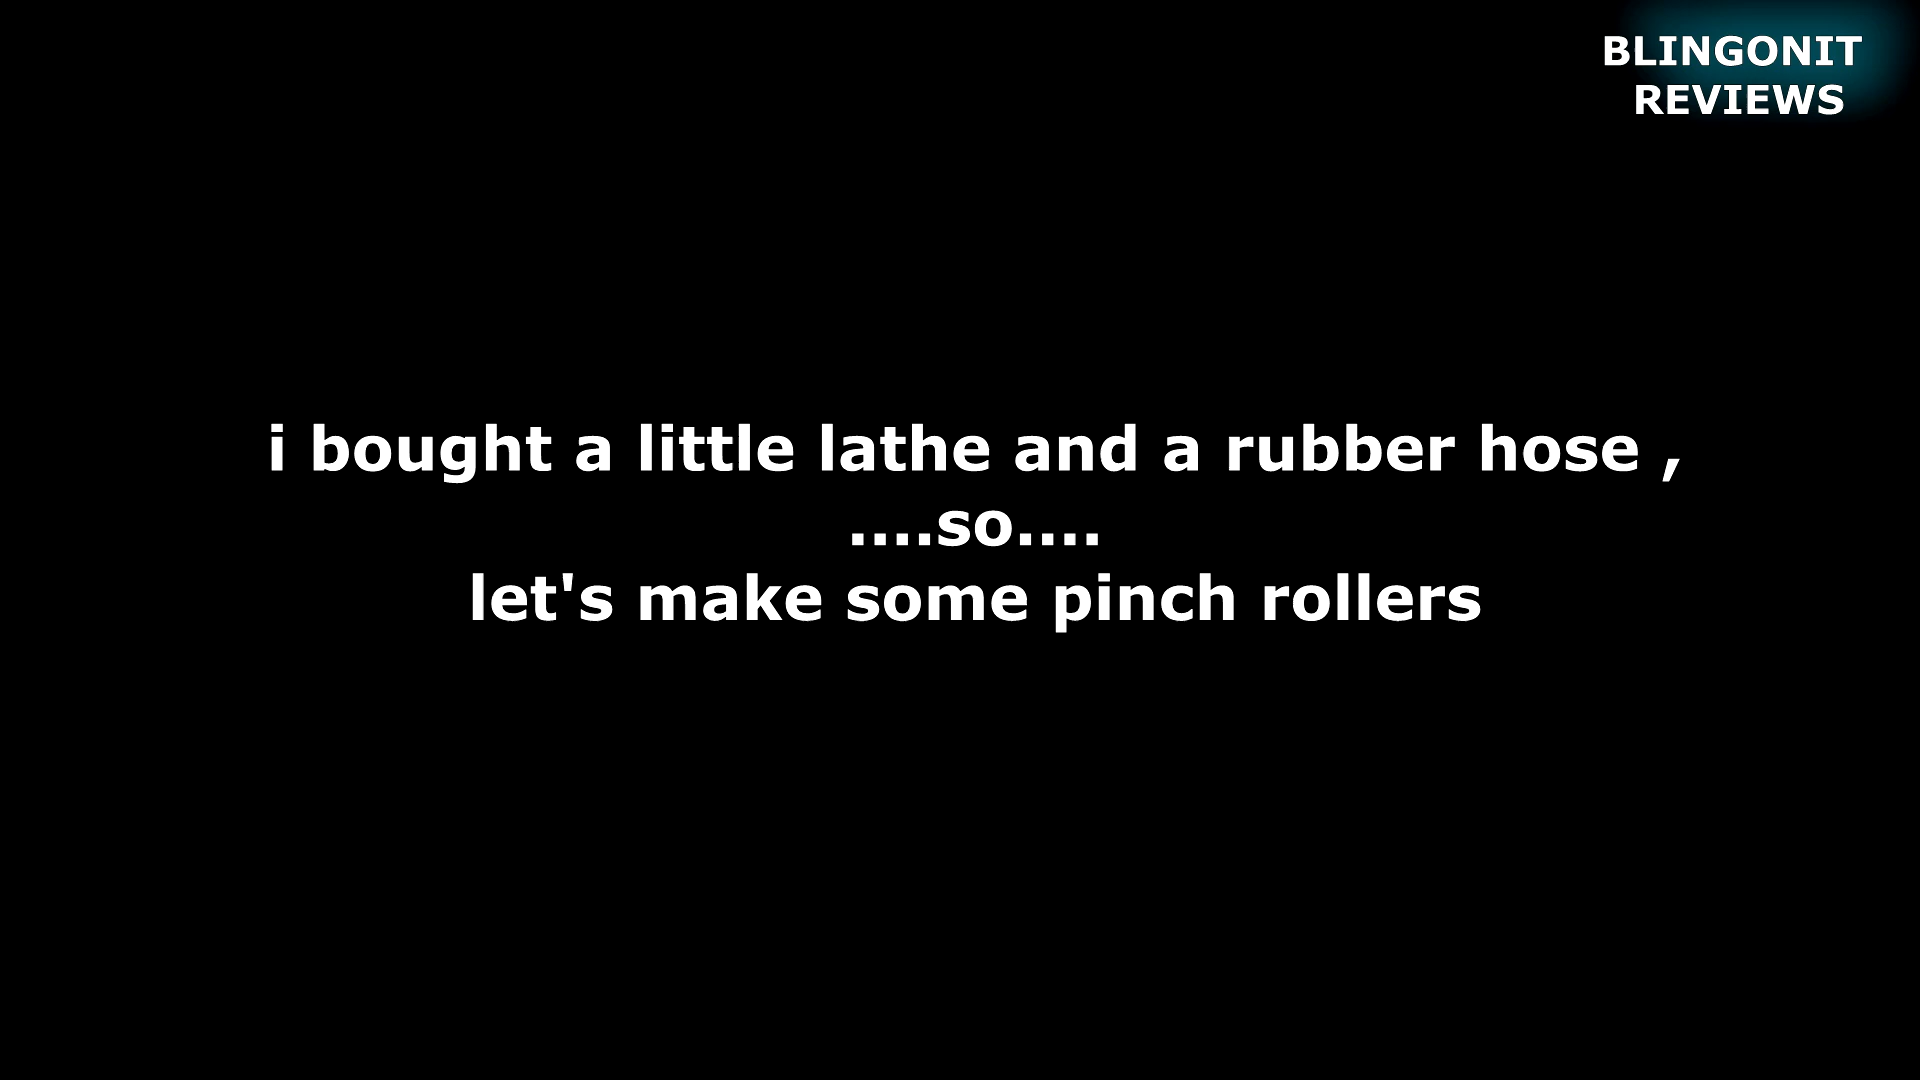 BLINGONIT
REVIEWS
i bought a little lathe and a rubber hose ,
....so....
let's make some pinch rollers